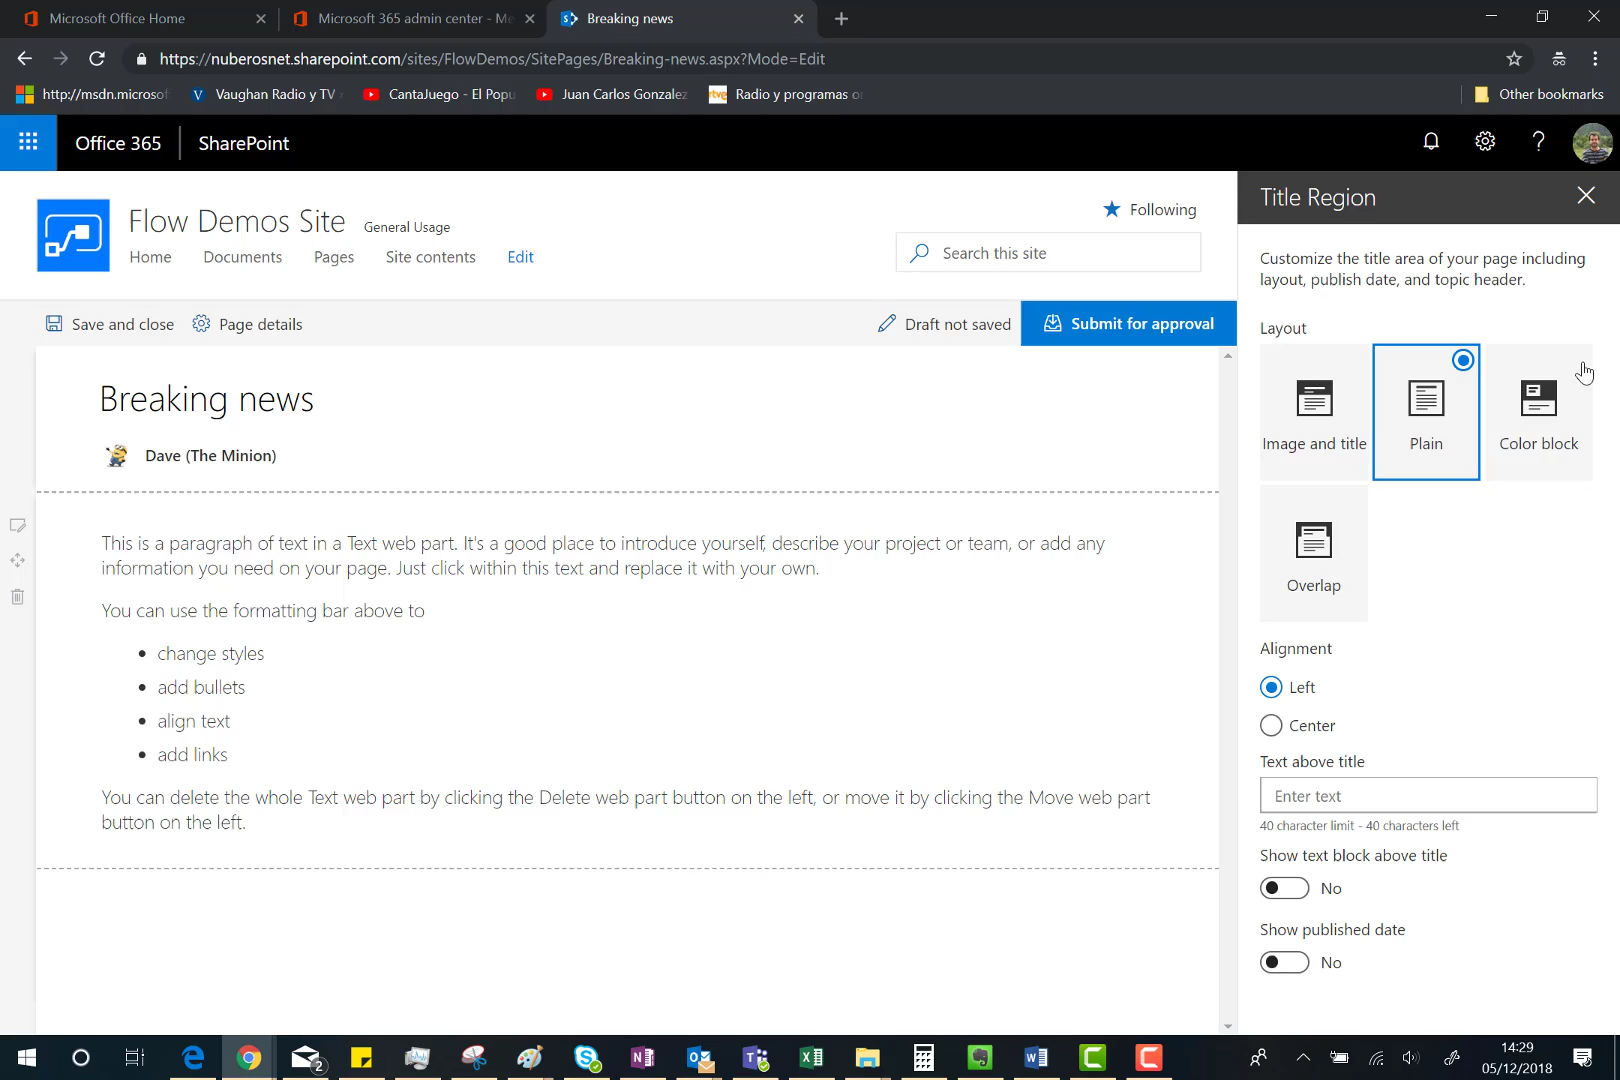 Microsoft Office Home
Microsoft 365 admin center - Me
Breaking news
https://nuberosnet.sharepoint.com/sites/FlowDemos/SitePages/Breaking-news.aspx?Mode=Edit
http://msdn.microsof
Vaughan Radio y TV
CantaJuego - El Popu
Juan Carlos Gonzalez
Radio y programas o
Other bookmarks
Office 365
SharePoint
Flow Demos Site
General Usage
Following
Home
Documents
Pages
Site contents
Edit
Search this site
Save and close
Page details
Draft not saved
Submit for approval
Breaking news
Dave (The Minion)
This is a paragraph of text in a Text web part. It's a good place to introduce yourself, describe your project or team, or add any
information you need on your page. Just click within this text and replace it with your own.
You can use the formatting bar above to
• change styles
• add bullets
• align text
• add links
You can delete the whole Text web part by clicking the Delete web part button on the left, or move it by clicking the Move web part
button on the left.
Title Region
Customize the title area of your page including
layout, publish date, and topic header.
Layout
Image and title
Plain
Color block
Overlap
Alignment
Left
Center
Text above title
Enter text
40 character limit - 40 characters left
Show text block above title
No
Show published date
No
2
14:29
05/12/2018